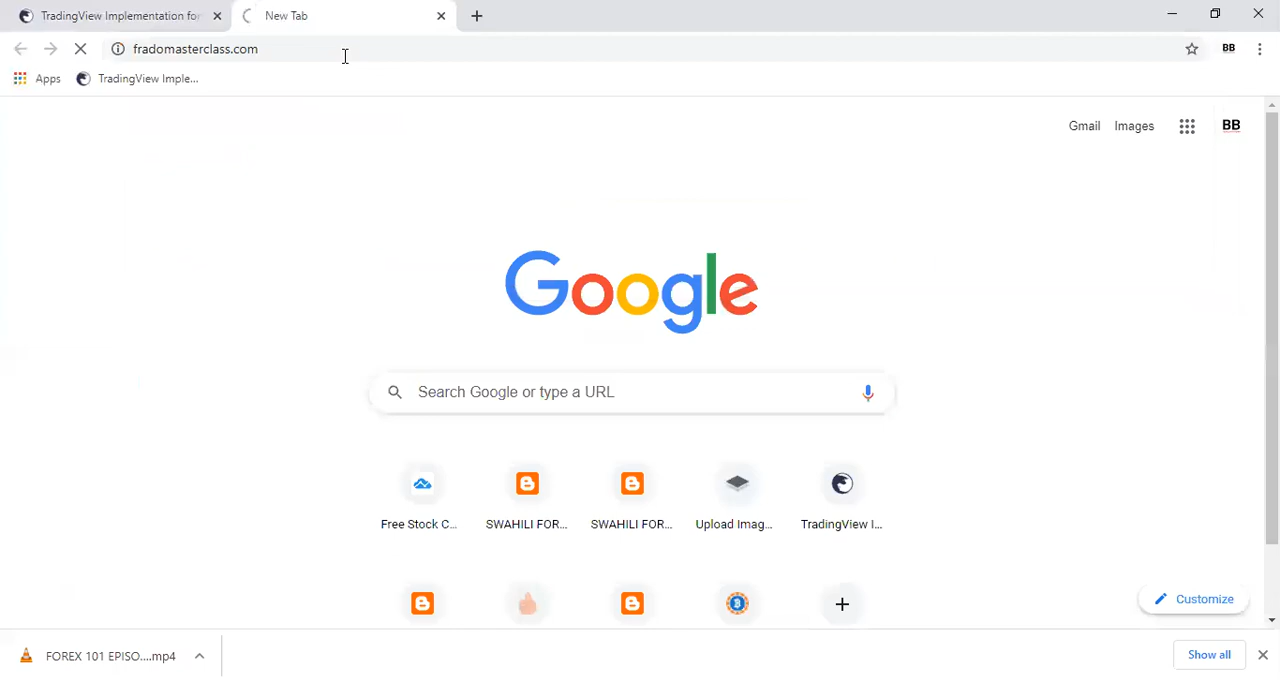 TradingView Implementation for
New Tab
fradomasterclass.com
BB
Apps
TradingView Imple...
Gmail
Images
BB
Google
Search Google or type a URL
Free Stock C...
SWAHILI FOR...
SWAHILI FOR...
Upload Imag...
TradingView I...
Customize
FOREX 101 EPISO....mp4
Show all